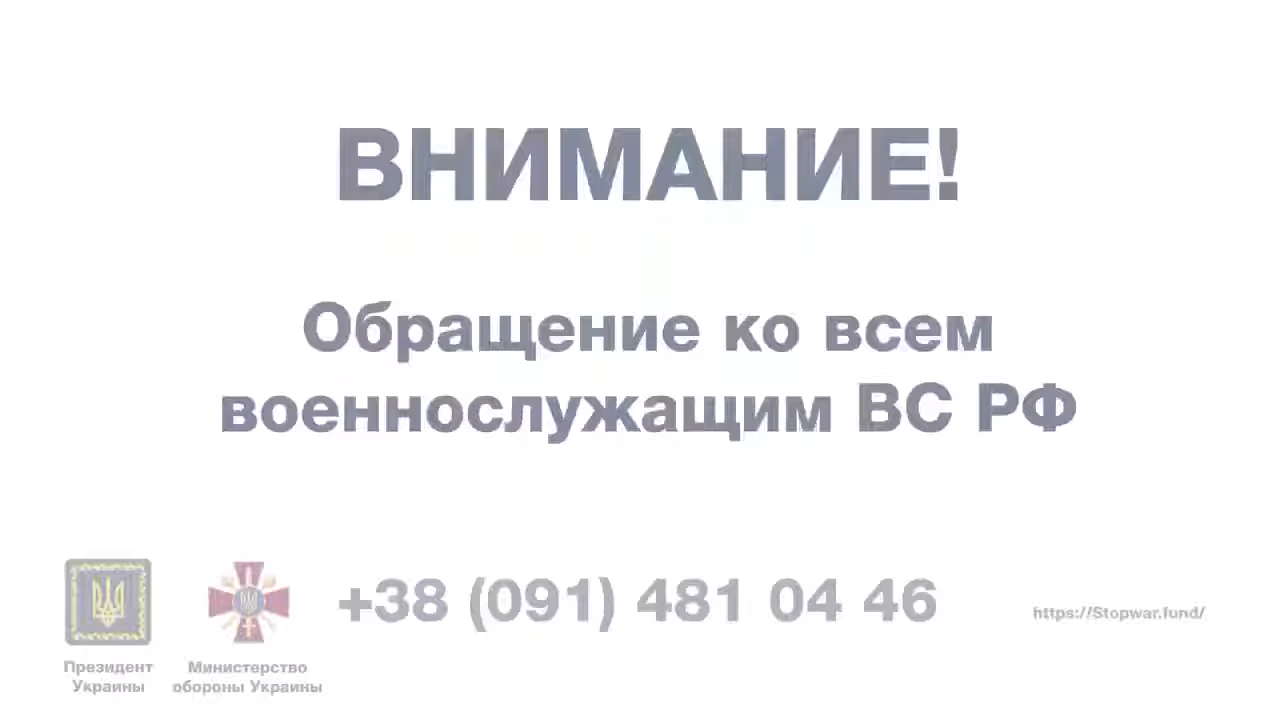 ВНИМАНИЕ!
Обращение ко всем
военнослужащим ВС РФ
+38 (091) 481 04 46
https://Stopwar.fund/
Президент
Украины
Министерство
обороны Украины